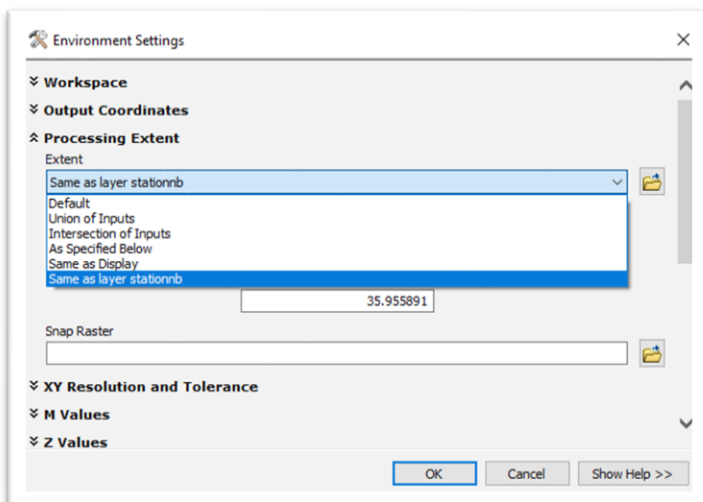 Environment Settings
Workspace
Output Coordinates
Processing Extent
Extent
Same as layer stationnb
Default
Union of Inputs
Intersection of Inputs
As Specified Below
Same as Display
Same as layer stationnb
35.955891
Snap Raster
XY Resolution and Tolerance
M Values
Z Values
OK Cancel Show Help >>